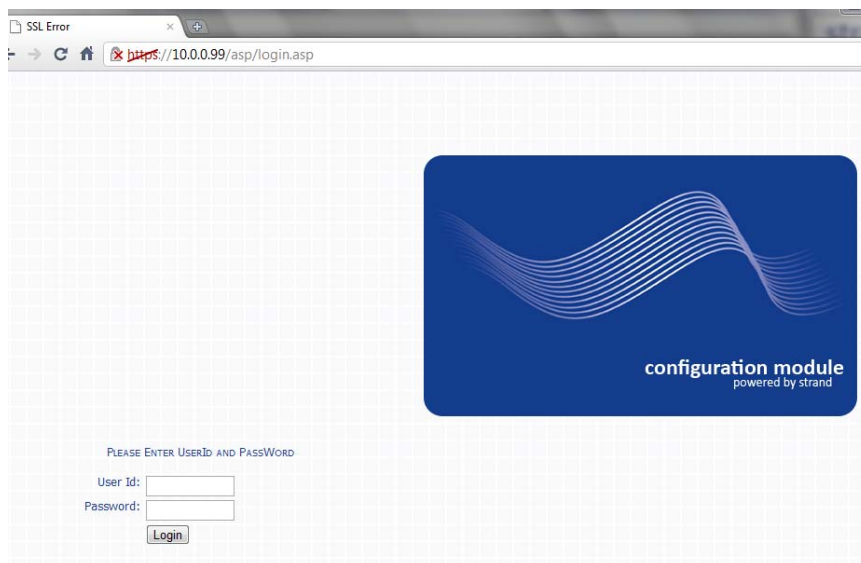 SSL Error
https://10.0.0.99/asp/login.asp
configuration module
powered by strand
Please Enter UserId and PassWord
User Id:
Password:
Login